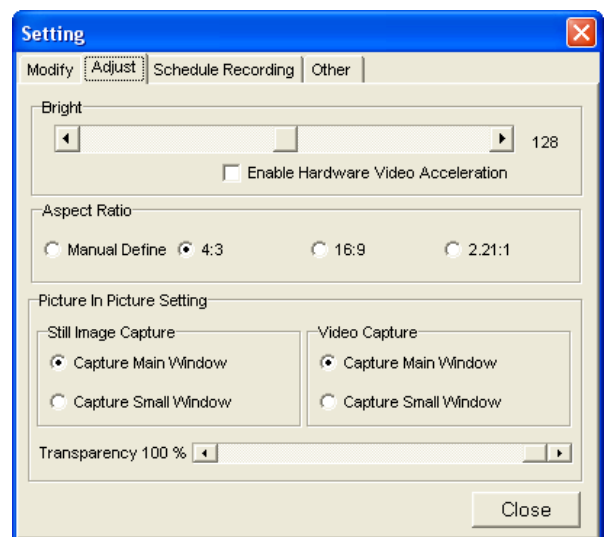 Setting
Modify Adjust Schedule Recording Other
Bright
128
Enable Hardware Video Acceleration
Aspect Ratio
Manual Define 4:3 16:9 2.21:1
Picture In Picture Setting
Still Image Capture
Capture Main Window
Capture Small Window
Video Capture
Capture Main Window
Capture Small Window
Transparency 100 %
Close